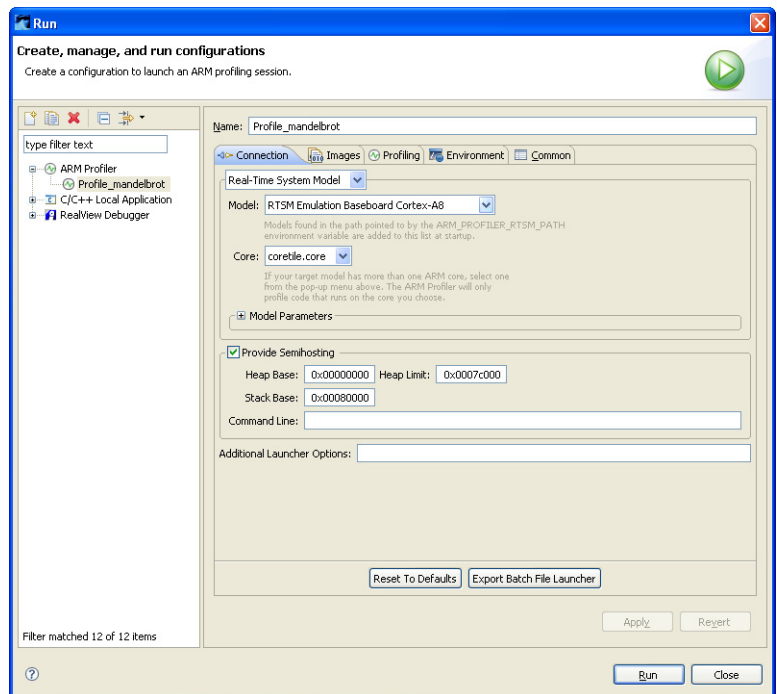 Run
Create, manage, and run configurations
Create a configuration to launch an ARM profiling session.
type filter text
ARM Profiler
Profile_mandelbrot
C/C++ Local Application
RealView Debugger
Filter matched 12 of 12 items
Name: Profile_mandelbrot
Connection Images Profiling Environment Common
Real-Time System Model
Model: RTSM Emulation Baseboard Cortex-A8
Models found in the path pointed to by the ARM_PROFILER_RTSM_PATH
environment variable are added to this list at startup.
Core: coretile.core
If your target model has more than one ARM core, select one
from the pop-up menu above. The ARM Profiler will only
profile code that runs on the core you choose.
Model Parameters
Provide Semihosting
Heap Base: 0x00000000 Heap Limit: 0x0007c000
Stack Base: 0x00080000
Command Line:
Additional Launcher Options:
Reset To Defaults Export Batch File Launcher
Apply Revert
Run Close